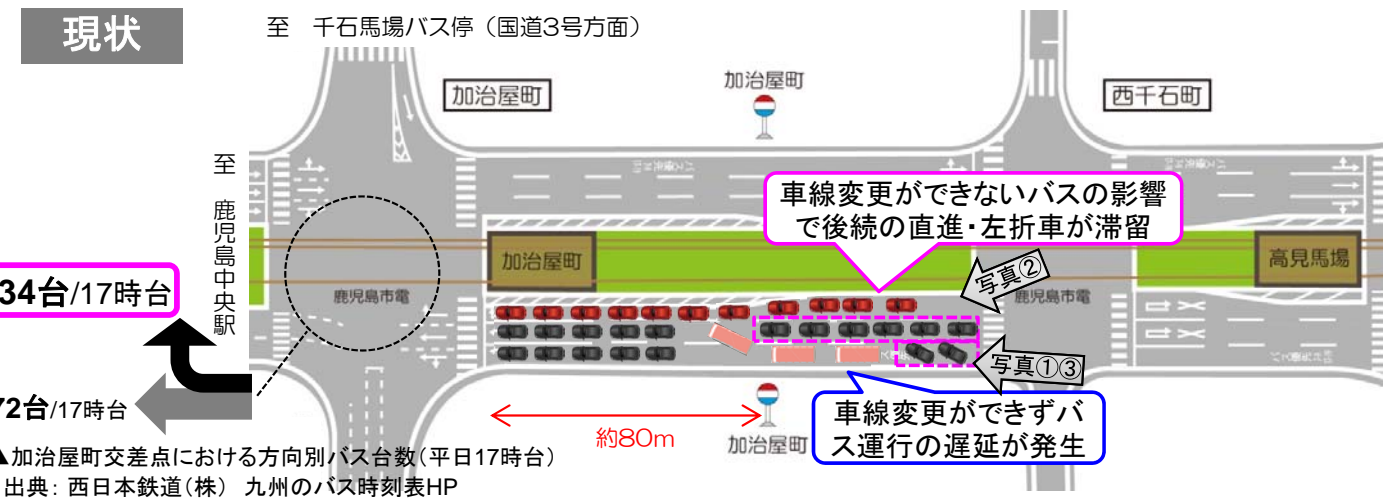 現状
至 千石馬場バス停（国道3号方面）
加治屋町
加治屋町
西千石町
至 鹿児島中央駅
車線変更ができないバスの影響
で後続の直進・左折車が滞留
加治屋町
高見馬場
写真②
鹿児島市電
鹿児島市電
34台/17時台
写真①③
72台/17時台
約80m
加治屋町
車線変更ができずバ
ス運行の遅延が発生
▲加治屋町交差点における方向別バス台数(平日17時台)
出典: 西日本鉄道(株) 九州のバス時刻表HP